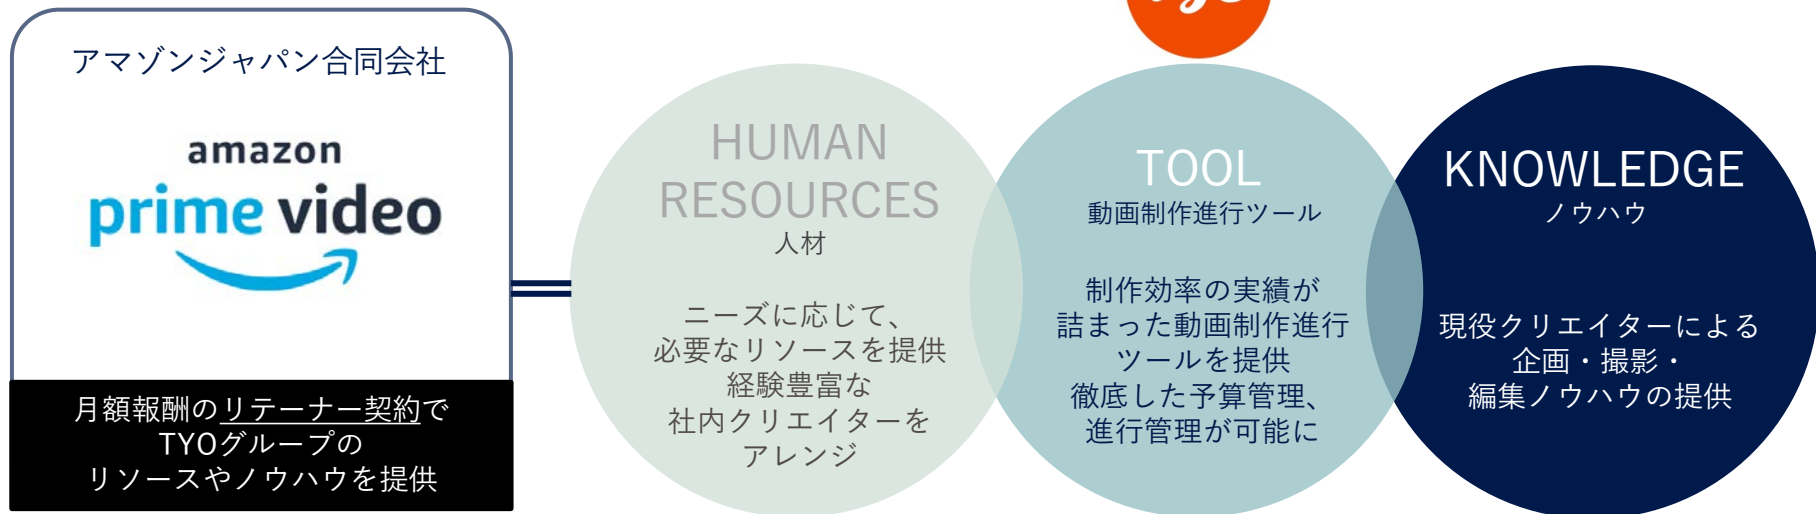 アマゾンジャパン合同会社
amazon
prime video
月額報酬のリテーナー契約で
TYOグループの
リソースやノウハウを提供
HUMAN
RESOURCES
人材
ニーズに応じて、
必要なリソースを提供
経験豊富な
社内クリエイターを
アレンジ
TOOL
動画制作進行ツール
制作効率の実績が
詰まった動画制作進行
ツールを提供
徹底した予算管理、
進行管理が可能に
KNOWLEDGE
ノウハウ
現役クリエイターによる
企画・撮影・
編集ノウハウの提供